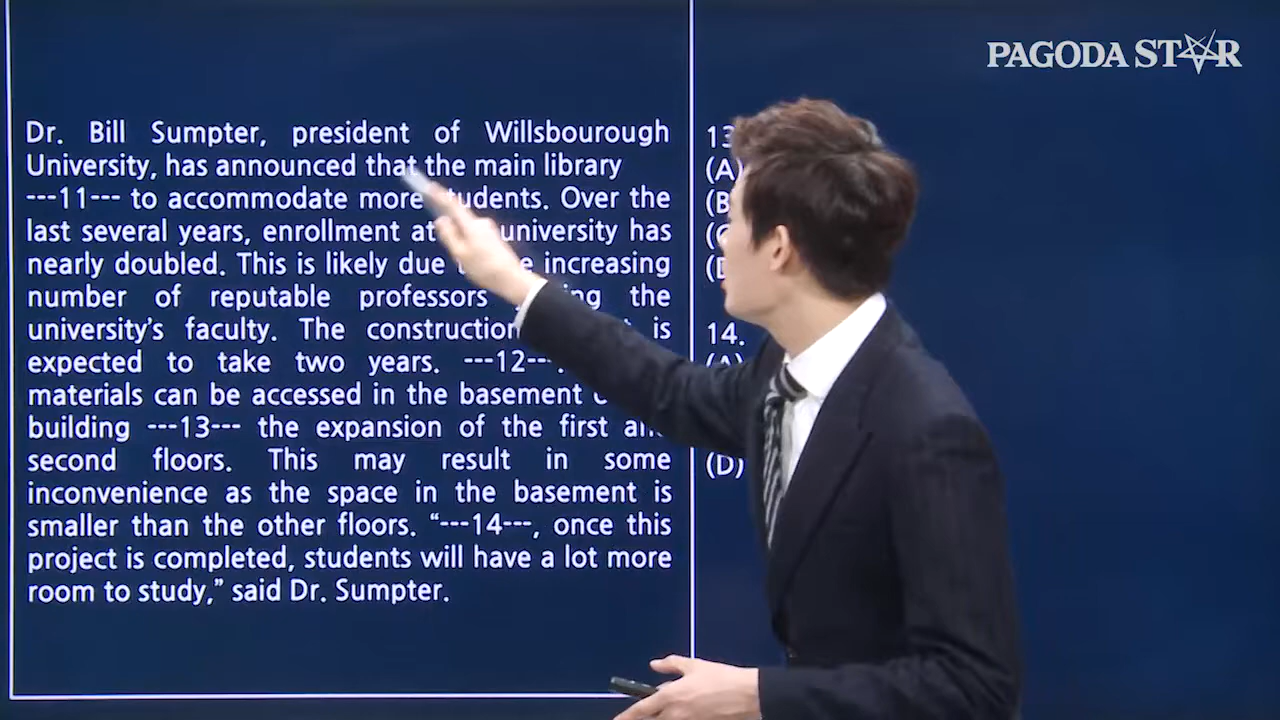 PAGODA STAR
Dr. Bill Sumpter, president of Willsbourough
University, has announced that the main library
---11--- to accommodate more students. Over the
last several years, enrollment at university has
nearly doubled. This is likely due increasing
number of reputable professors the
university's faculty. The construction is
expected to take two years. ---12---.
materials can be accessed in the basement
building ---13--- the expansion of the first and
second floors. This may result in some
inconvenience as the space in the basement is
smaller than the other floors. “---14---, once this
project is completed, students will have a lot more
room to study,” said Dr. Sumpter.
13
(A)
(B
(C
(D
14.
(A)
(D)